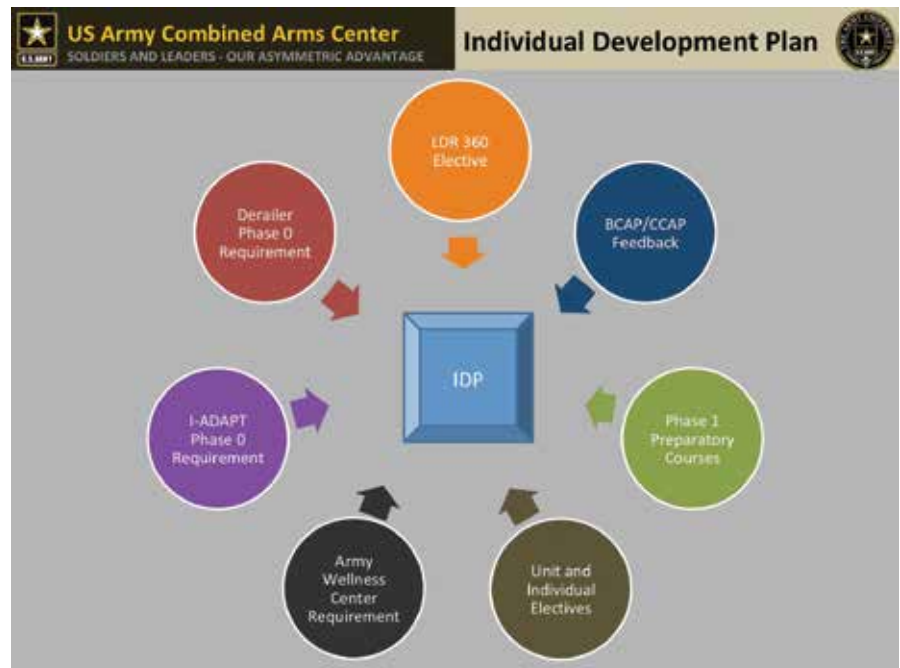 US Army Combined Arms Center
SOLDIERS AND LEADERS - OUR ASYMMETRIC ADVANTAGE
Individual Development Plan
U.S. ARMY
LDR 360
Elective
Derailer
Phase 0
Requirement
BCAP/CCAP
Feedback
IDP
I-ADAPT
Phase 0
Requirement
Phase 1
Preparatory
Courses
Army
Wellness
Center
Requirement
Unit and
Individual
Electives